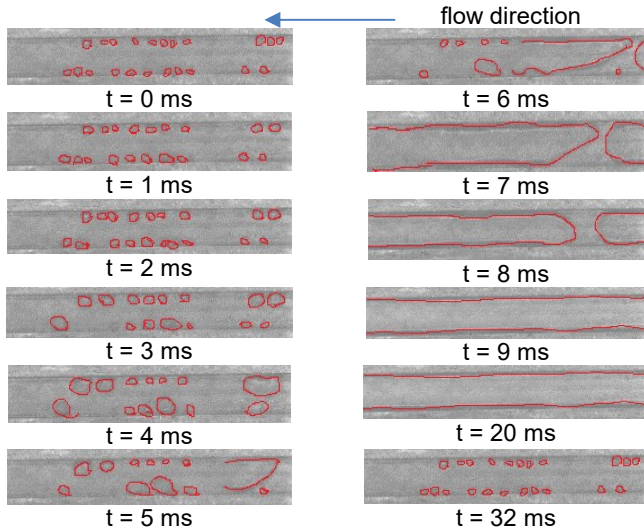 flow direction
t = 0 ms
t = 1 ms
t = 2 ms
t = 3 ms
t = 4 ms
t = 5 ms
t = 6 ms
t = 7 ms
t = 8 ms
t = 9 ms
t = 20 ms
t = 32 ms